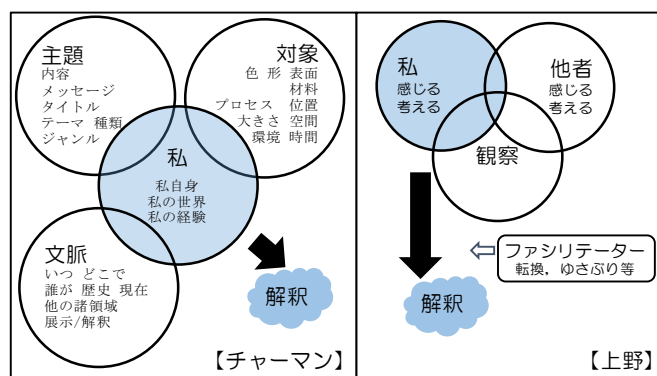 主題
内容
メッセージ
タイトル
テーマ 種類
ジャンル
対象
色 形 表面
材料
プロセス 位置
大きさ 空間
環境 時間
私
私自身
私の世界
私の経験
文脈
いつ どこで
誰が 歴史 現在
他の諸領域
展示/解釈
解釈
【チャーマン】
私
感じる
考える
他者
感じる
考える
観察
ファシリテーター
転換，ゆさぶり等
解釈
【上野】